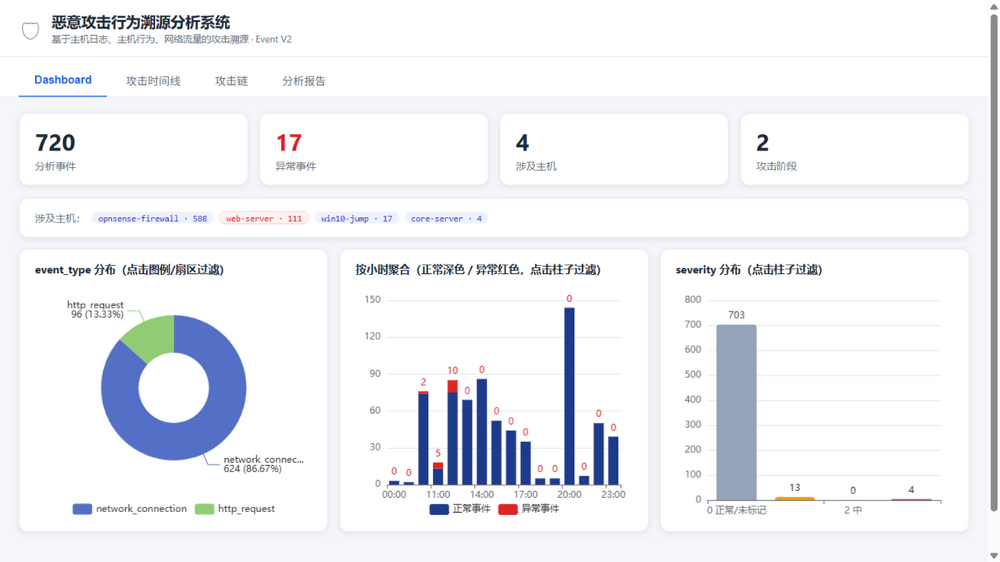 恶意攻击行为溯源分析系统
基于主机日志、主机行为、网络流量的攻击溯源 · Event V2
Dashboard
攻击时间线
攻击链
分析报告
720
分析事件
17
异常事件
4
涉及主机
2
攻击阶段
涉及主机：
opnsense-firewall · 588
web-server · 111
win10-jump · 17
core-server · 4
event_type 分布（点击图例/扇区过滤）
http_request
96 (13.33%)
network_connec...
624 (86.67%)
network_connection
http_request
按小时聚合（正常深色 / 异常红色，点击柱子过滤）
150
120
90
60
30
0
0
0
2
5
10
0
0
0
0
0
0
0
0
0
0
0
00:00
11:00
14:00
17:00
20:00
23:00
正常事件
异常事件
severity 分布（点击柱子过滤）
800
700
600
500
400
300
200
100
0
703
13
0
4
0 正常/未标记
2 中